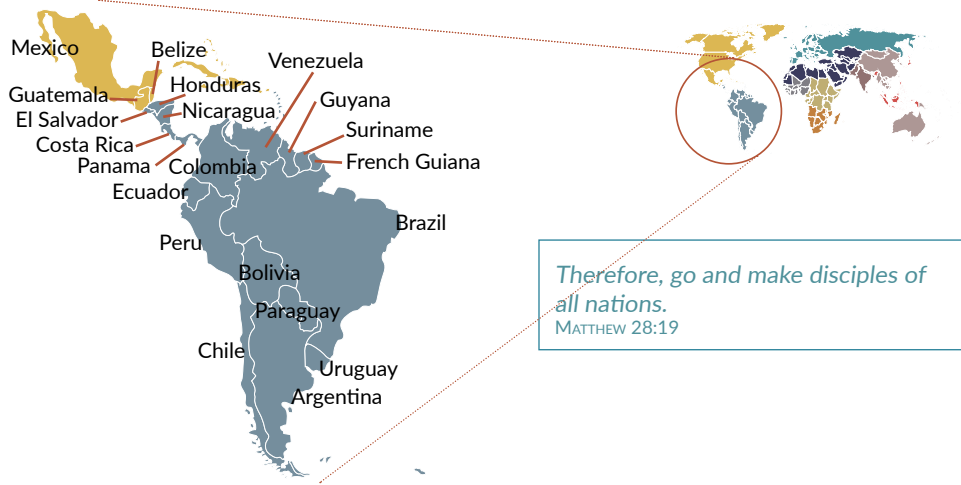 Mexico
Belize
Venezuela
Guatemala
Honduras
Guyana
El Salvador
Nicaragua
Suriname
Costa Rica
Panama
Colombia
French Guiana
Ecuador
Brazil
Peru
Bolivia
Paraguay
Chile
Uruguay
Argentina
Therefore, go and make disciples of
all nations.
Matthew 28:19